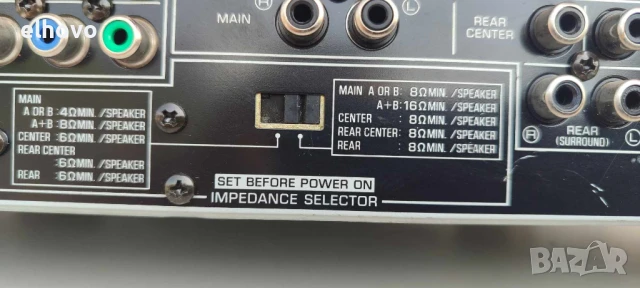 elhovo
MAIN
R
L
REAR
CENTER
MAIN
A OR B :4ΩMIN. /SPEAKER
A+B :8ΩMIN. /SPEAKER
CENTER :6ΩMIN. /SPEAKER
REAR CENTER
:6ΩMIN. /SPEAKER
REAR :6ΩMIN. /SPEAKER
MAIN A OR B: 8ΩMIN./SPEAKER
A+B:16ΩMIN./SPEAKER
CENTER : 8ΩMIN./SPEAKER
REAR CENTER: 8ΩMIN./SPEAKER
REAR : 8ΩMIN./SPEAKER
R
REAR
(SURROUND)
L
SET BEFORE POWER ON
IMPEDANCE SELECTOR
BAZAR
bg